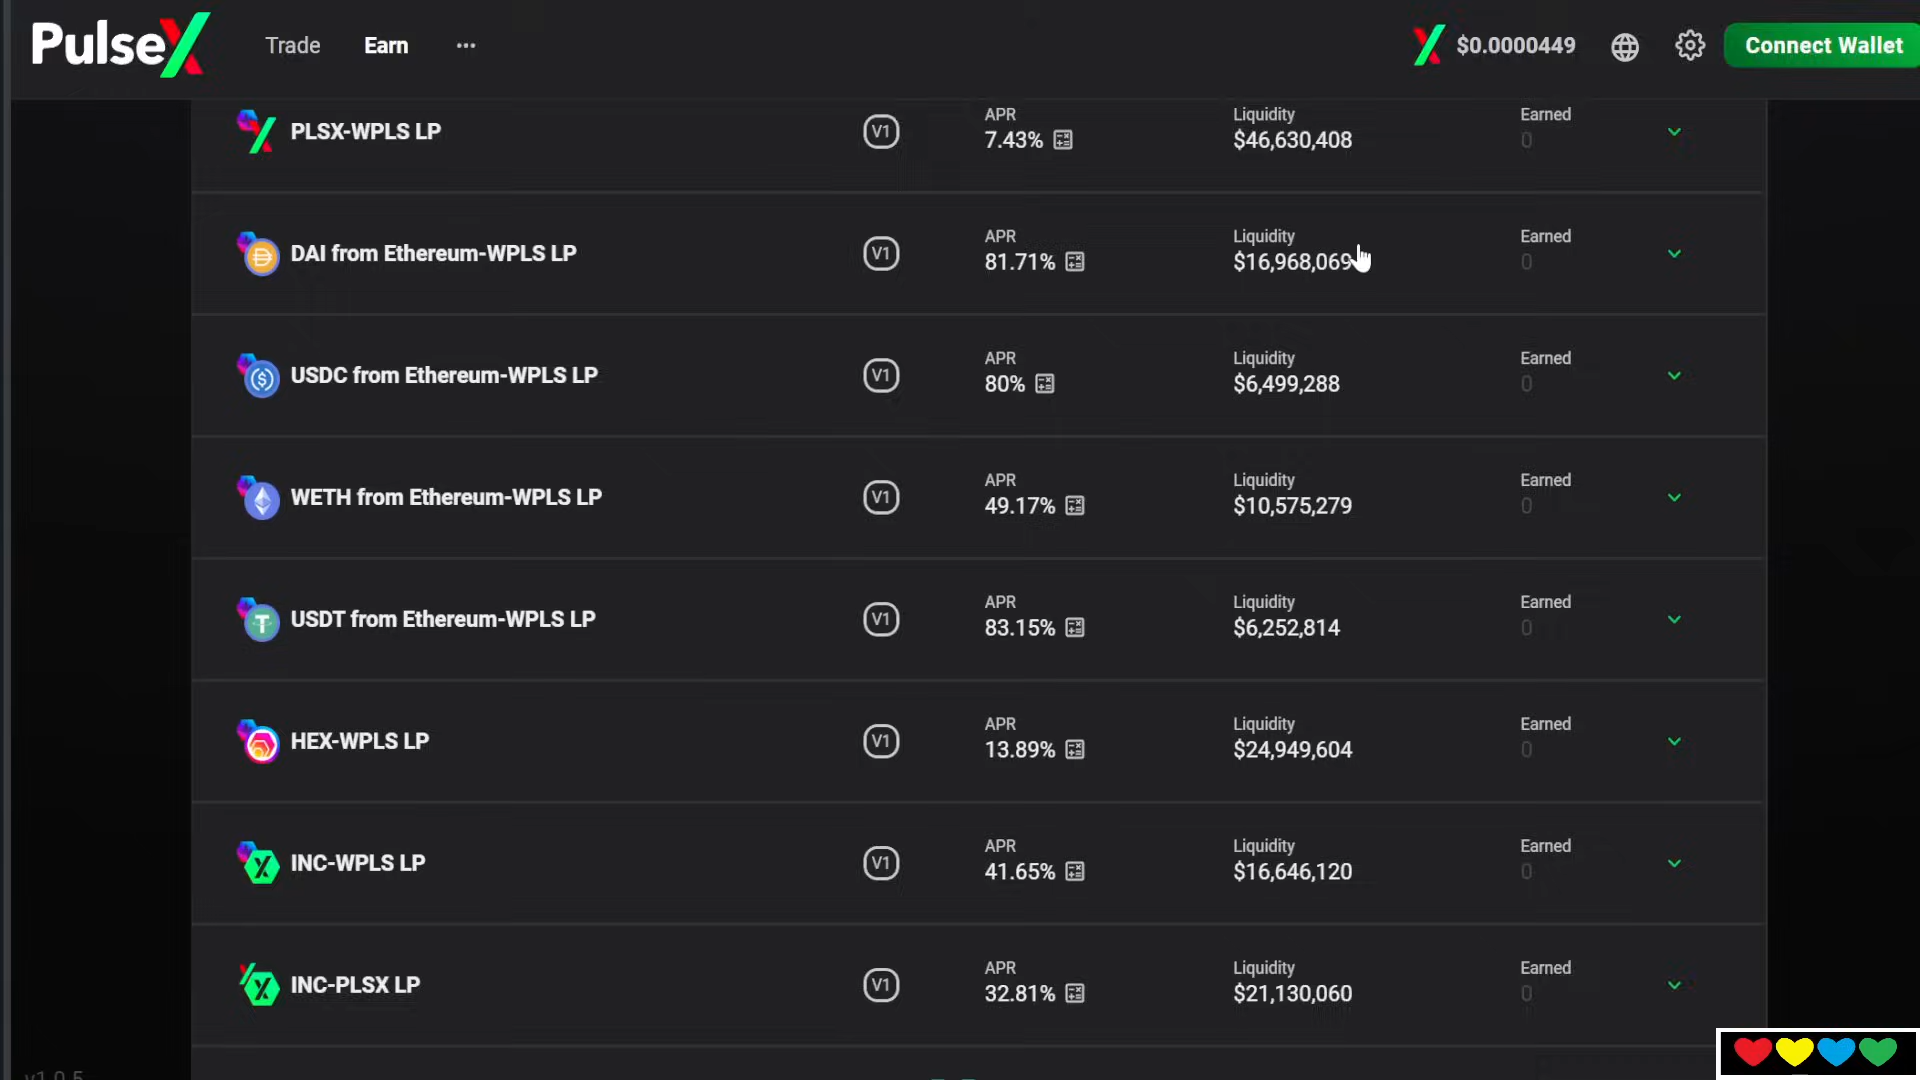 PulseX Trade Earn ... $0.0000449 Connect Wallet
PLSX-WPLS LP V1 APR 7.43% Liquidity $46,630,408 Earned 0
DAI from Ethereum-WPLS LP V1 APR 81.71% Liquidity $16,968,069 Earned 0
USDC from Ethereum-WPLS LP V1 APR 80% Liquidity $6,499,288 Earned 0
WETH from Ethereum-WPLS LP V1 APR 49.17% Liquidity $10,575,279 Earned 0
USDT from Ethereum-WPLS LP V1 APR 83.15% Liquidity $6,252,814 Earned 0
HEX-WPLS LP V1 APR 13.89% Liquidity $24,949,604 Earned 0
INC-WPLS LP V1 APR 41.65% Liquidity $16,646,120 Earned 0
INC-PLSX LP V1 APR 32.81% Liquidity $21,130,060 Earned 0
v1.0.5